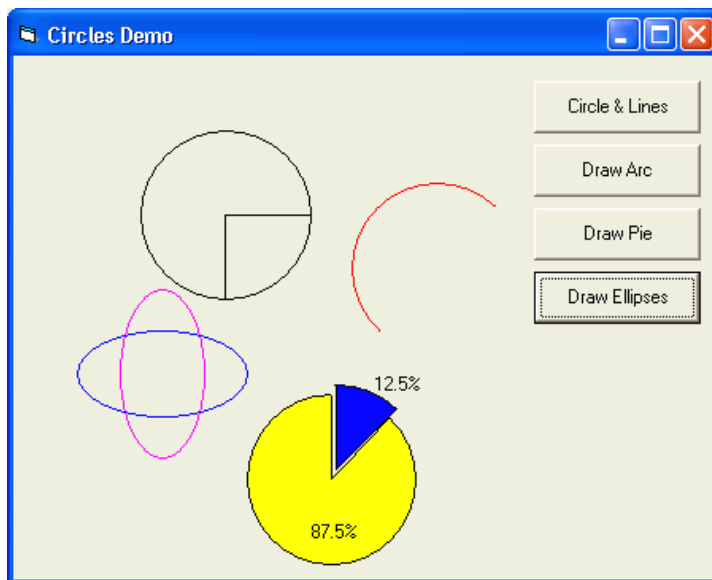 Circles Demo
Circle & Lines
Draw Arc
Draw Pie
Draw Ellipses
12.5%
87.5%